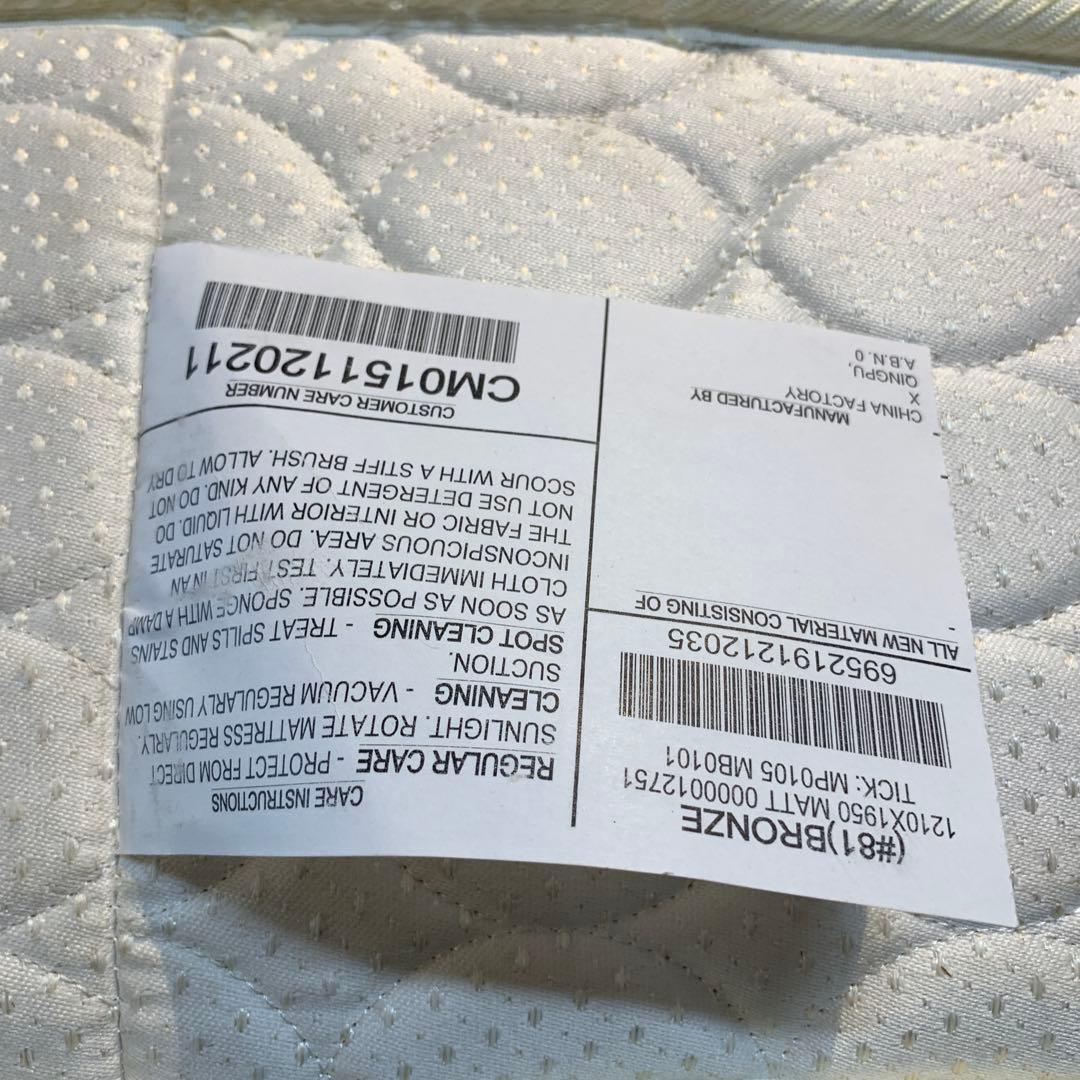 (#81)BRONZE
1210X1950 MATT 0000012751
TICK: MP0105 MB0101
6952191212035
ALL NEW MATERIAL CONSISTING OF
-
-
-
MANUFACTURED BY
CHINA FACTORY
X
QINGPU,
A.B.N. 0
CARE INSTRUCTIONS
REGULAR CARE - PROTECT FROM DIRECT
SUNLIGHT. ROTATE MATTRESS REGULARLY.
CLEANING - VACUUM REGULARLY USING LOW
SUCTION.
SPOT CLEANING - TREAT SPILLS AND STAINS
AS SOON AS POSSIBLE. SPONGE WITH A DAMP
CLOTH IMMEDIATELY. TEST FIRST IN AN
INCONSPICUOUS AREA. DO NOT SATURATE
THE FABRIC OR INTERIOR WITH LIQUID. DO
NOT USE DETERGENT OF ANY KIND. DO NOT
SCOUR WITH A STIFF BRUSH. ALLOW TO DRY
CUSTOMER CARE NUMBER
CM0151120211